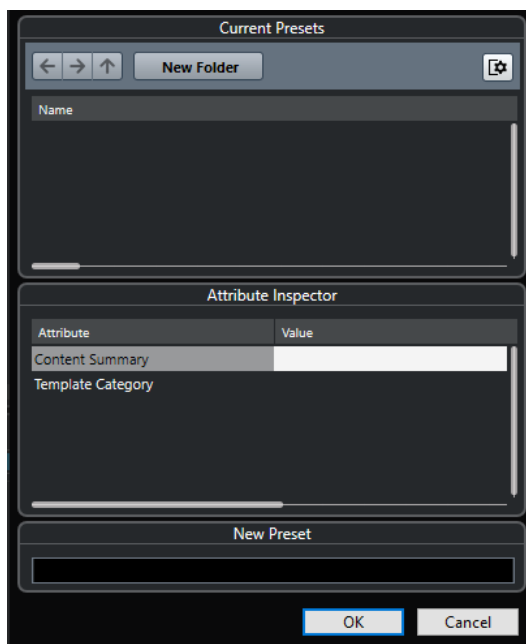 Current Presets
New Folder
Name
Attribute Inspector
Attribute Value
Content Summary
Template Category
New Preset
OK Cancel